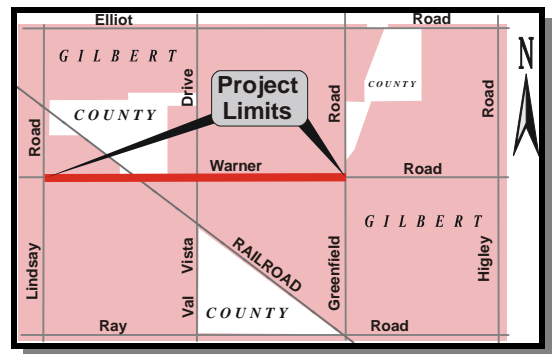 Elliot Road
GILBERT
N
Project
Limits
COUNTY
COUNTY
Drive
Road
Road
Road
Warner Road
GILBERT
Lindsay
Val Vista
RAILROAD
Greenfield
Higley
COUNTY
Ray Road